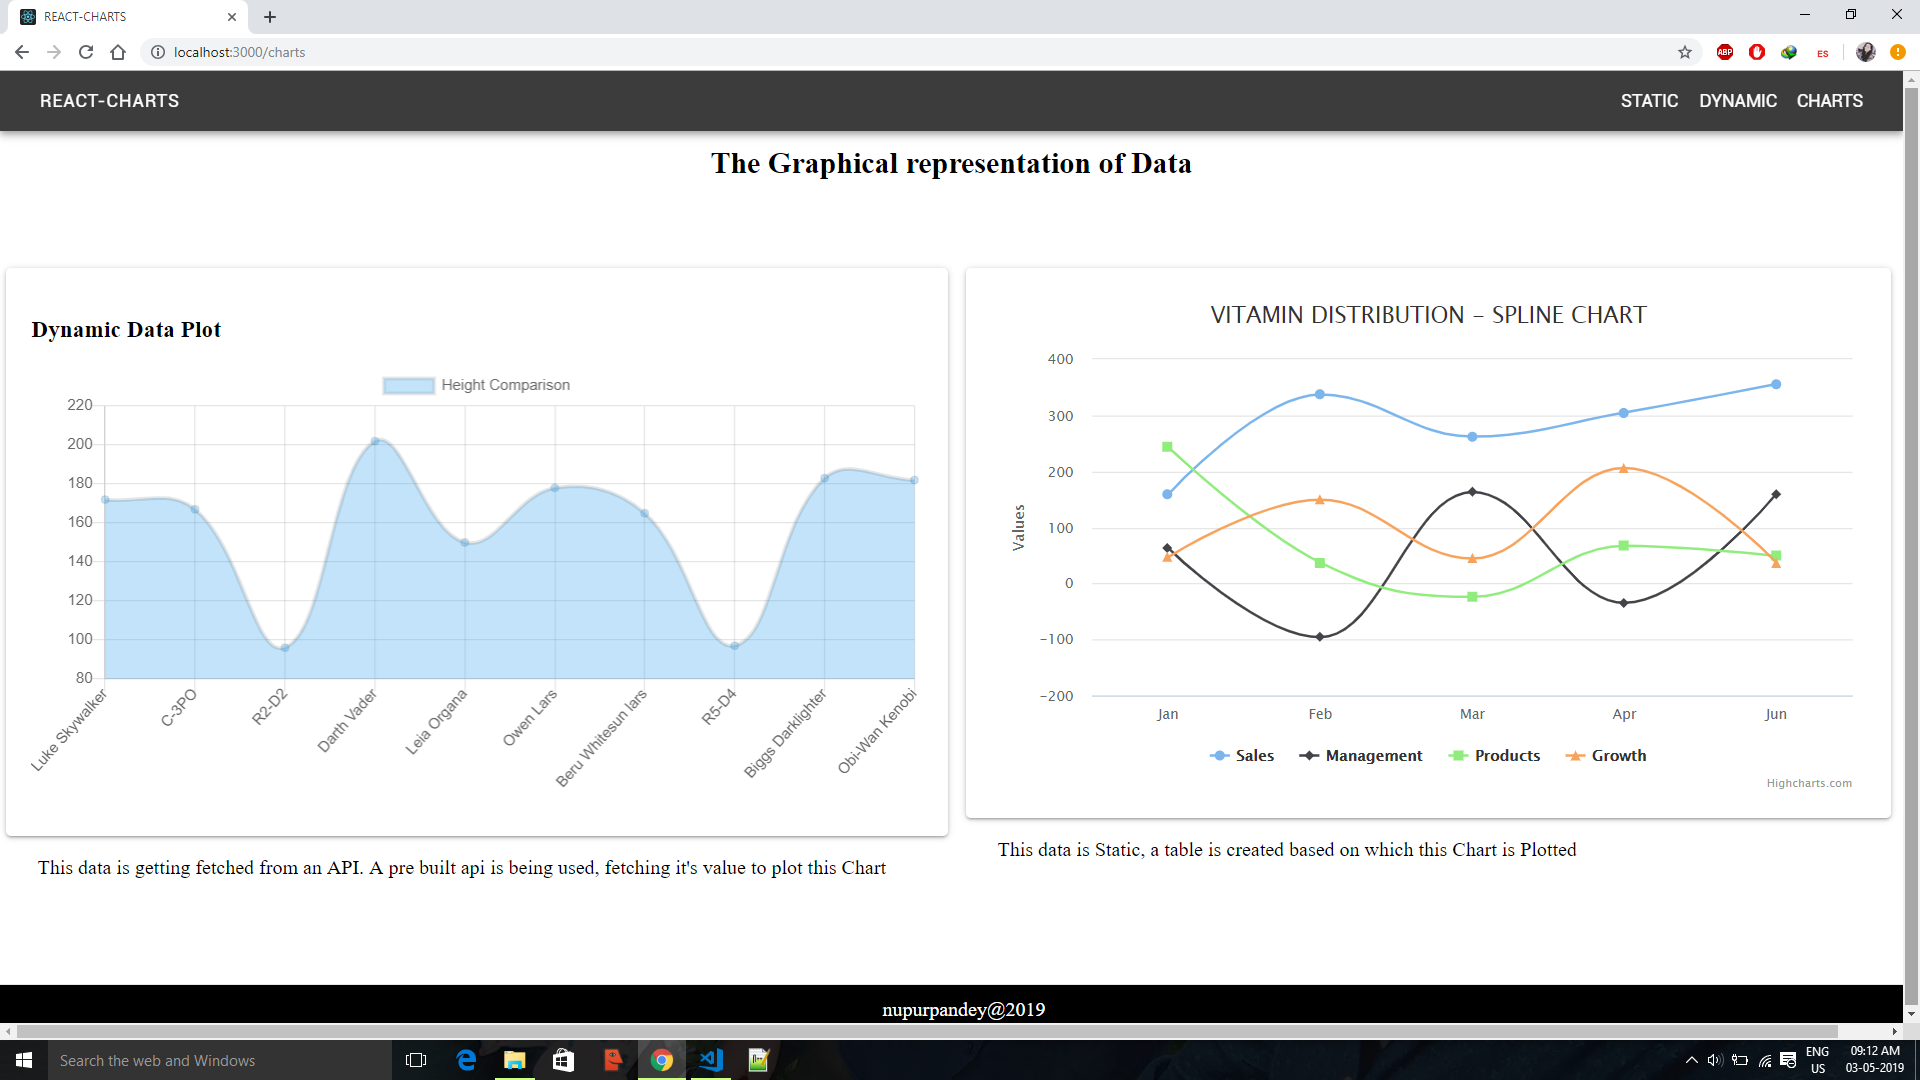 REACT-CHARTS
localhost:3000/charts
ABP
ES
REACT-CHARTS
STATIC DYNAMIC CHARTS
The Graphical representation of Data
Dynamic Data Plot
Height Comparison
220
200
180
160
140
120
100
80
Luke Skywalker
C-3PO
R2-D2
Darth Vader
Leia Organa
Owen Lars
Beru Whitesun lars
R5-D4
Biggs Darklighter
Obi-Wan Kenobi
This data is getting fetched from an API. A pre built api is being used, fetching it's value to plot this Chart
VITAMIN DISTRIBUTION - SPLINE CHART
Values
400
300
200
100
0
-100
-200
Jan Feb Mar Apr Jun
Sales Management Products Growth
Highcharts.com
This data is Static, a table is created based on which this Chart is Plotted
nupurpandey@2019
Search the web and Windows
ENG
US
09:12 AM
03-05-2019